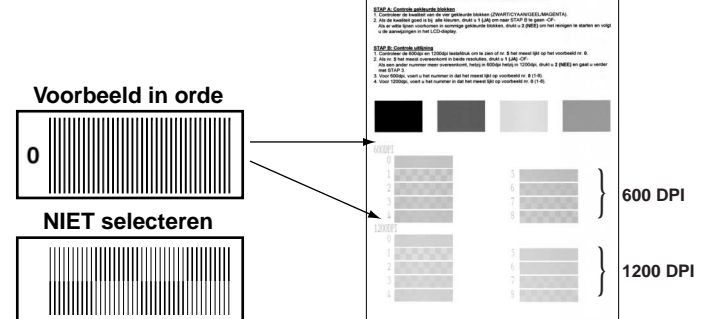 STAP A: Controle gekleurde blokken
1. Controleer de kwaliteit van de vier gekleurde blokken (ZWART/CYAAN/GEEL/MAGENTA).
2. Als de kwaliteit goed is bij alle kleuren, drukt u 1 (JA) om naar STAP B te gaan -OF-
Als er witte lijnen voorkomen in sommige gekleurde blokken, drukt u 2 (NEE) om het reinigen te starten en volgt
u de aanwijzingen in het LCD-display.
STAP B: Controle uitlijning
1. Controleer de 600dpi en 1200dpi testafdruk om te zien of nr. 5 het meest lijkt op het voorbeeld nr. 0.
2. Als nr. 5 het meest overeenkomt in beide resoluties, drukt u 1 (JA) -OF-
Als een ander nummer meer overeenkomt, hetzij in 600dpi hetzij in 1200dpi, drukt u 2 (NEE) en gaat u verder
met STAP 3.
3. Voor 600dpi, voert u het nummer in dat het meest lijkt op voorbeeld nr. 0 (1-8).
4. Voor 1200dpi, voert u het nummer in dat het meest lijkt op voorbeeld nr. 0 (1-8).
Voorbeeld in orde
0
NIET selecteren
600DPI
0
1 5
2 6
3 7
4 8
600 DPI
1200DPI
0
1 5
2 6
3 7
4 8
1200 DPI